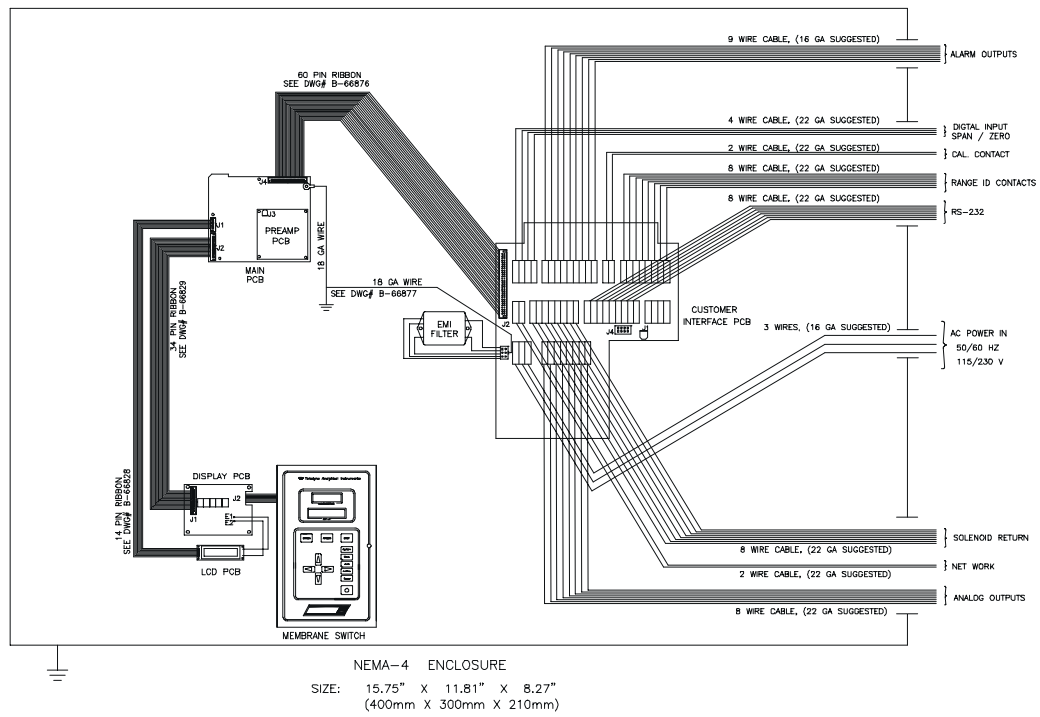 9 WIRE CABLE, (16 GA SUGGESTED)
ALARM OUTPUTS
60 PIN RIBBON
SEE DWG# B-66876
4 WIRE CABLE, (22 GA SUGGESTED)
DIGTAL INPUT
SPAN / ZERO
2 WIRE CABLE, (22 GA SUGGESTED)
CAL. CONTACT
8 WIRE CABLE, (22 GA SUGGESTED)
RANGE ID CONTACTS
8 WIRE CABLE, (22 GA SUGGESTED)
RS-232
J4
J3
J1
J2
PREAMP
PCB
MAIN
PCB
18 GA WIRE
18 GA WIRE
SEE DWG# B-66877
34 PIN RIBBON
SEE DWG# B-66829
EMI
FILTER
J2
J4
J1
CUSTOMER
INTERFACE PCB
3 WIRES, (16 GA SUGGESTED)
AC POWER IN
50/60 HZ
115/230 V
14 PIN RIBBON
SEE DWG# B-66828
DISPLAY PCB
J2
J1
E1
E2
LCD PCB
Teledyne Analytical Instruments
MEMBRANE SWITCH
SOLENOID RETURN
8 WIRE CABLE, (22 GA SUGGESTED)
NET WORK
2 WIRE CABLE, (22 GA SUGGESTED)
ANALOG OUTPUTS
8 WIRE CABLE, (22 GA SUGGESTED)
NEMA-4 ENCLOSURE
SIZE: 15.75" X 11.81" X 8.27"
(400mm X 300mm X 210mm)